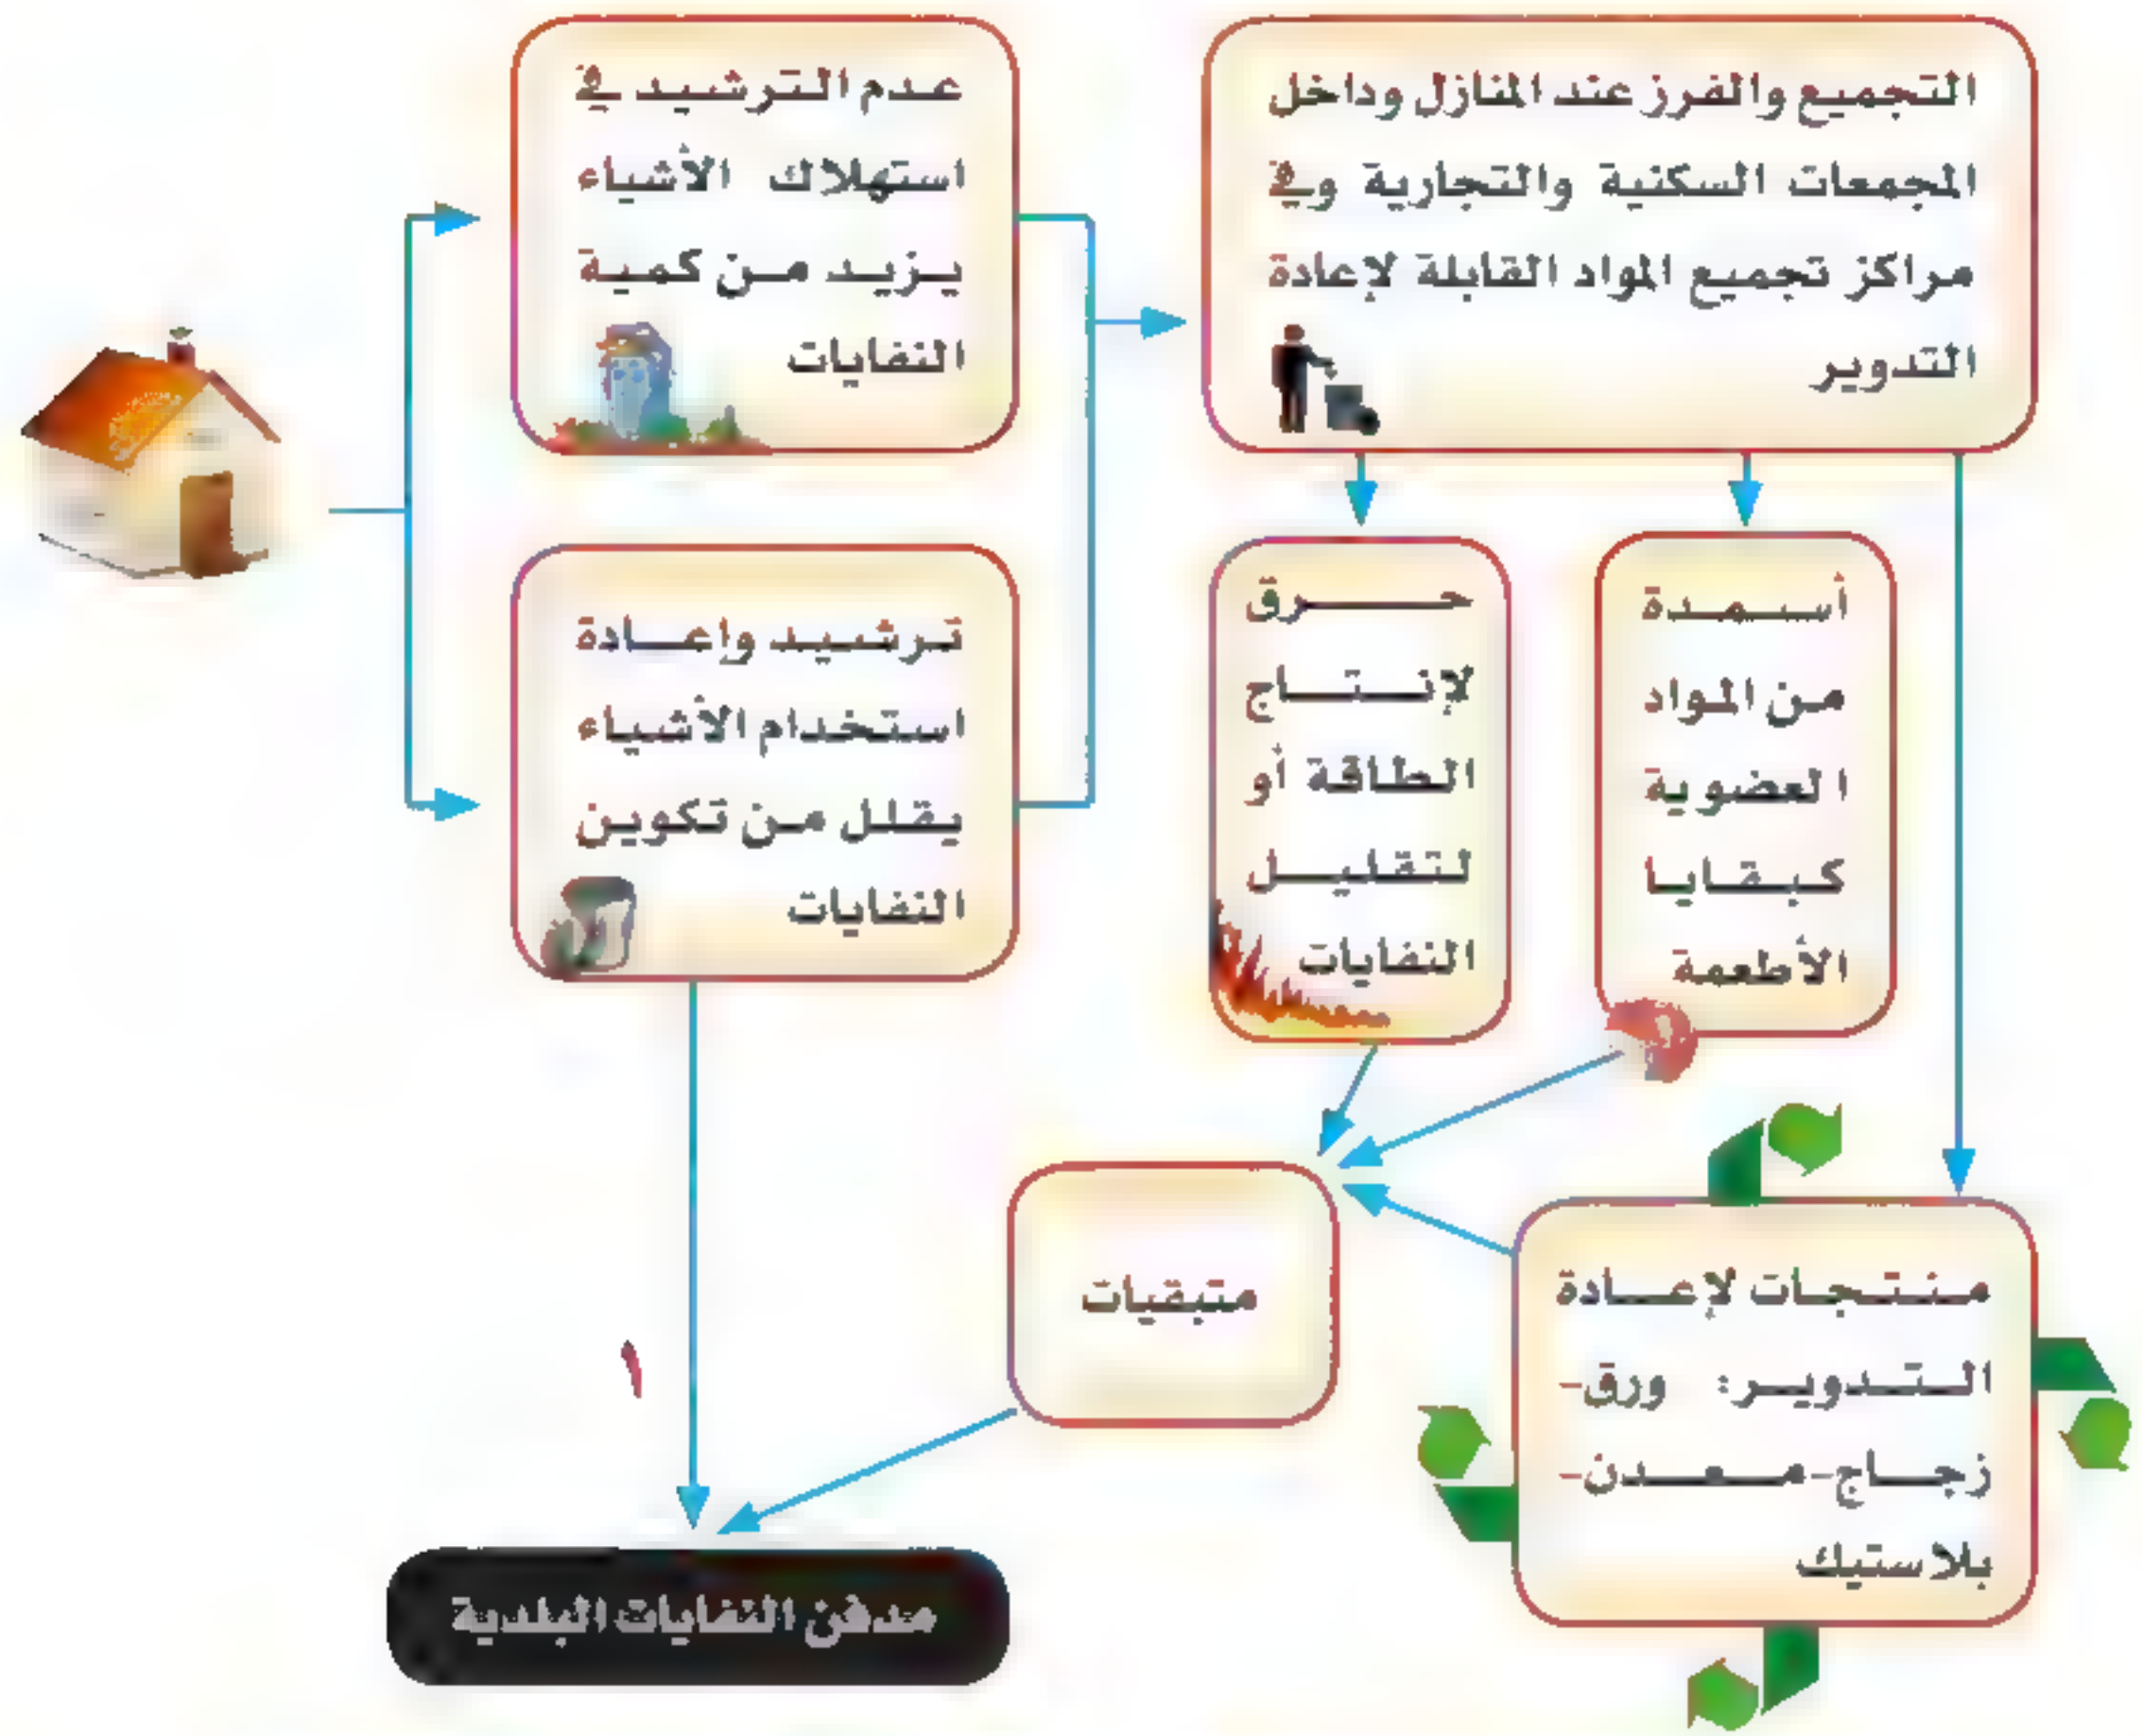 عدم الترشيد في
استهلاك الأشياء
يزيد من كمية
النفايات
التجميع والفرز عند المنازل وداخل
المجمعات السكنية والتجارية وفي
مراكز تجميع المواد القابلة لإعادة
التدوير
ترشيد وإعادة
استخدام الأشياء
يقلل من تكوين
النفايات
حرق
لإنتاج
الطاقة أو
لتقليل
النفايات
أسمدة
من المواد
العضوية
كبقايا
الأطعمة
متبقيات
منتجات لإعادة
التدوير: ورق-
زجاج-معدن-
بلاستيك
١
مدفن النفايات البلدية